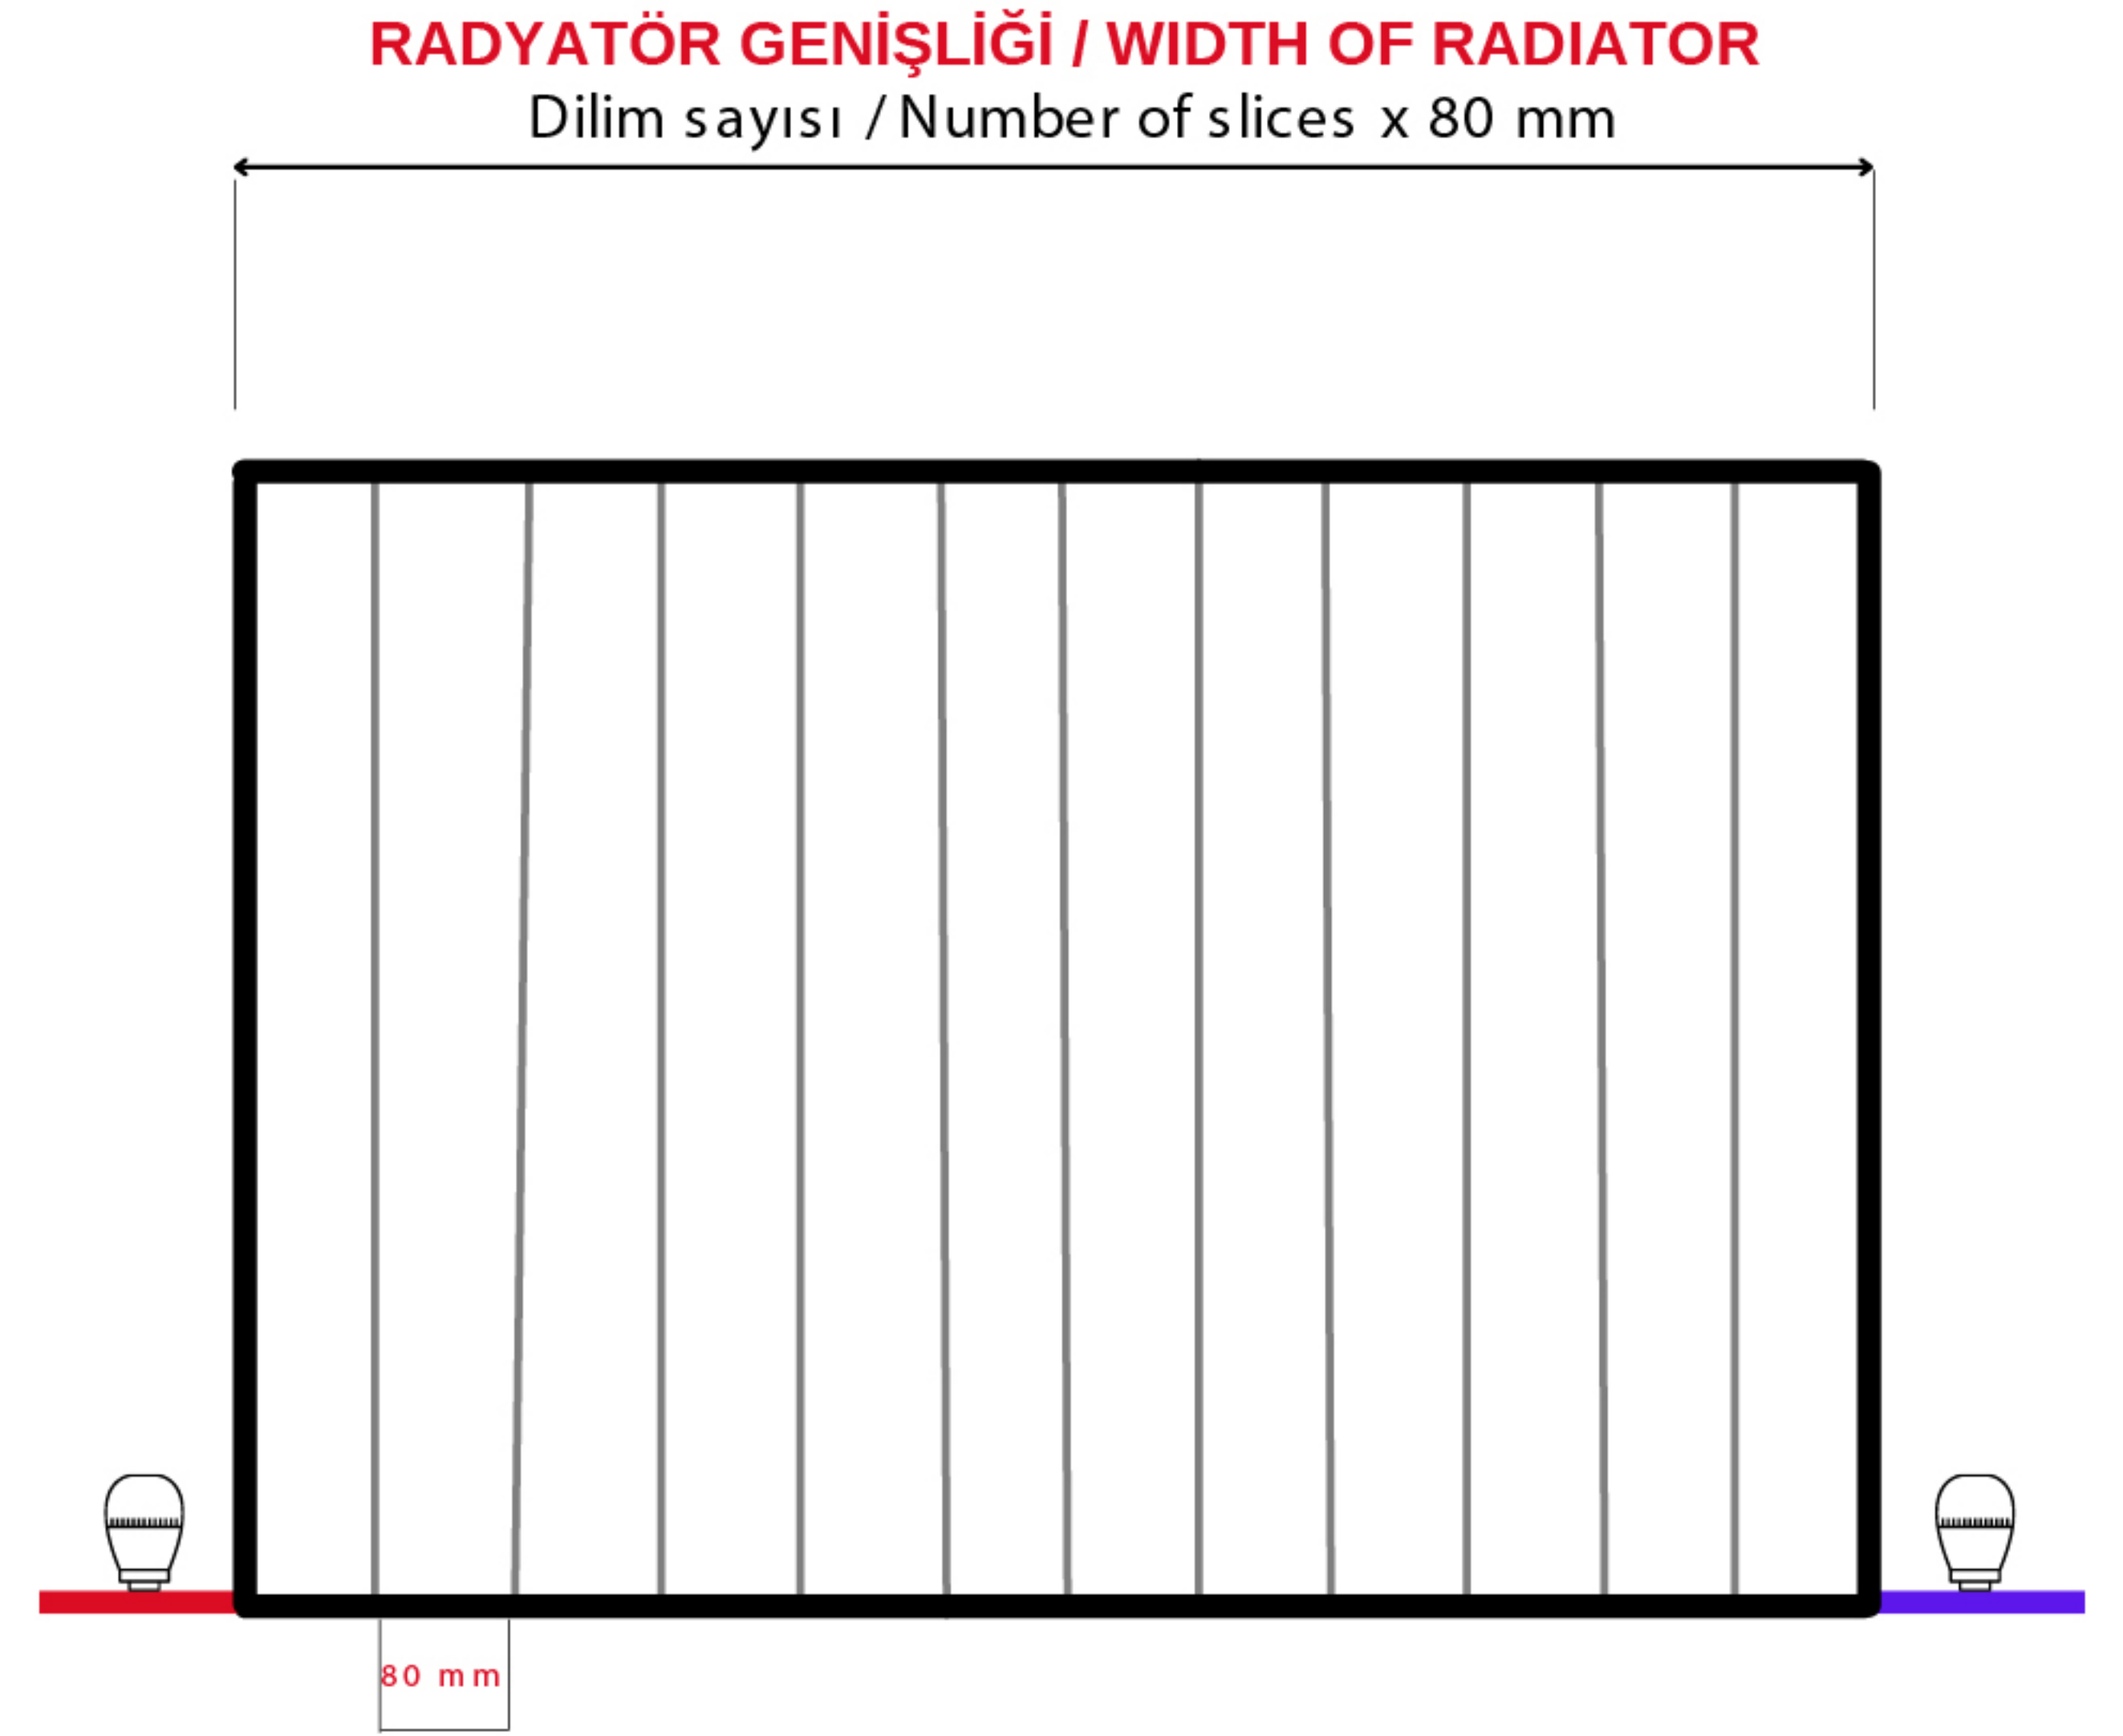 RADYATÖR GENİŞLİĞİ / WIDTH OF RADIATOR
Dilim sayısı / Number of slices x 80 mm
80 mm